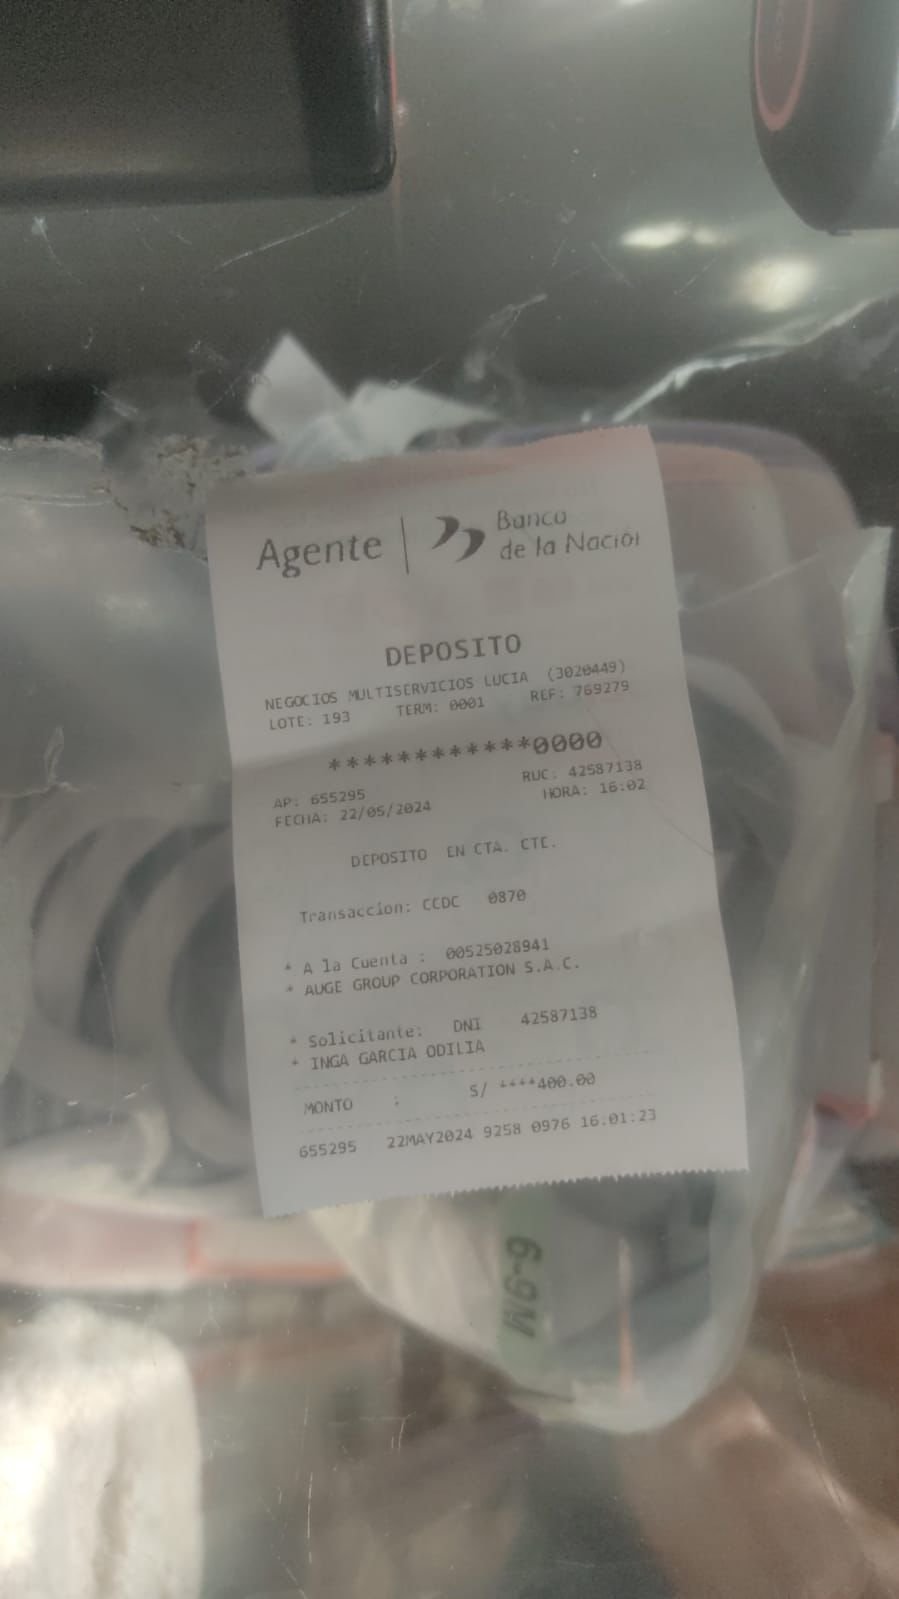 Agente | Banco
de la Nación
DEPOSITO
NEGOCIOS MULTISERVICIOS LUCIA (3020449)
LOTE: 193 TERM: 0001 REF: 769279
************0000
AP: 655295 RUC: 42587138
FECHA: 22/05/2024 HORA: 16:02
DEPOSITO EN CTA. CTE.
Transaccion: CCDC 0870
* A la Cuenta : 00525028941
* AUGE GROUP CORPORATION S.A.C.
* Solicitante: DNI 42587138
* INGA GARCIA ODILIA
MONTO : S/ ****400.00
655295 22MAY2024 9258 0976 16.01:23